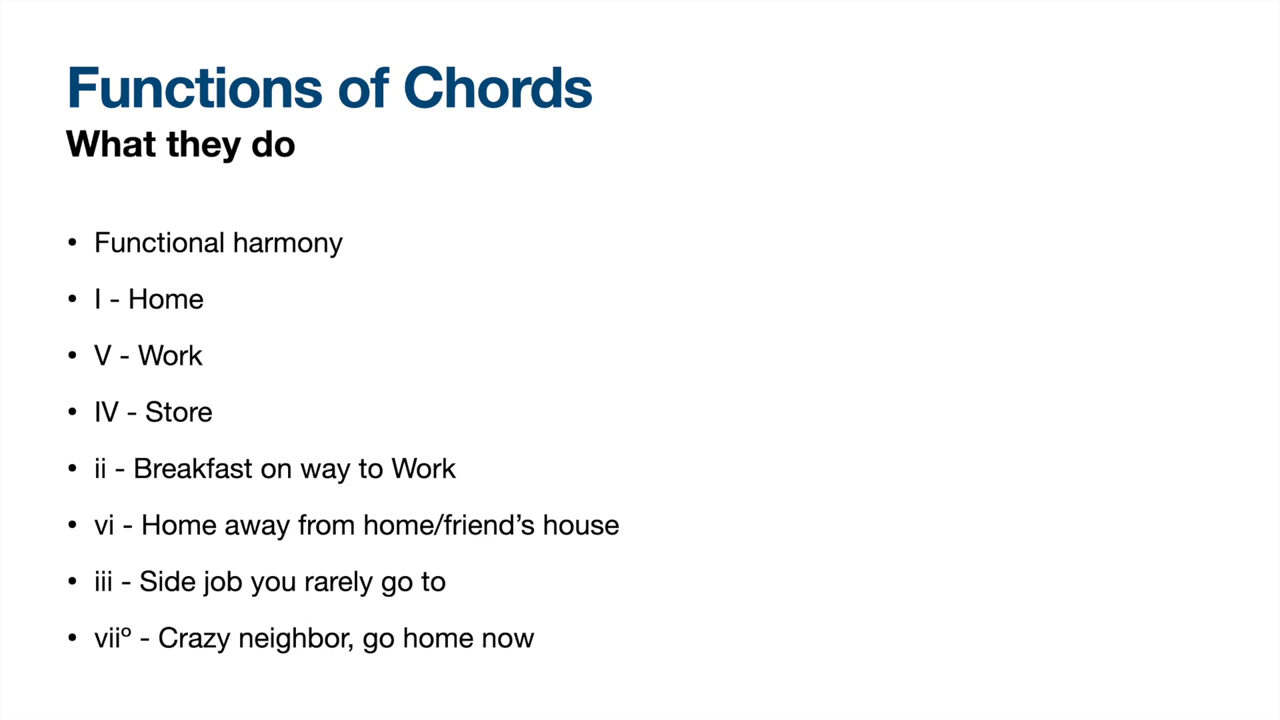 Functions of Chords
What they do
• Functional harmony
• I - Home
• V - Work
• IV - Store
• ii - Breakfast on way to Work
• vi - Home away from home/friend’s house
• iii - Side job you rarely go to
• viiº - Crazy neighbor, go home now